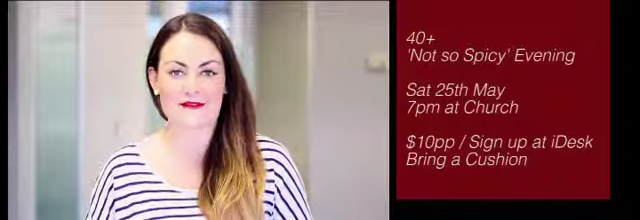 40+
'Not so Spicy' Evening
Sat 25th May
7pm at Church
$10pp / Sign up at iDesk
Bring a Cushion